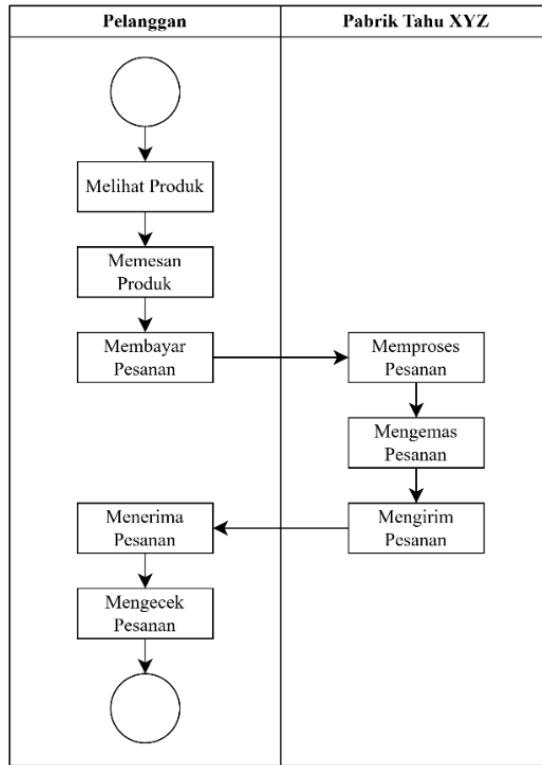 Pelanggan
Pabrik Tahu XYZ
Melihat Produk
Memesan
Produk
Membayar
Pesanan
Memproses
Pesanan
Mengemas
Pesanan
Mengirim
Pesanan
Menerima
Pesanan
Mengecek
Pesanan